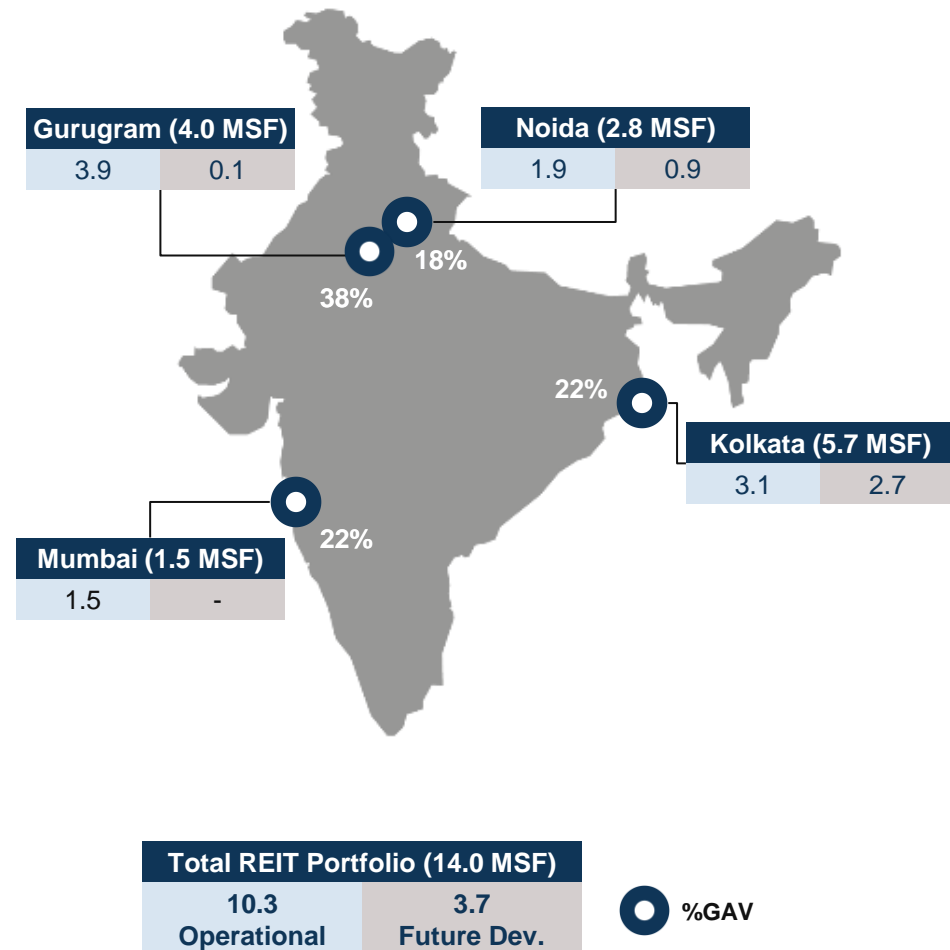 Gurugram (4.0 MSF)
3.9 0.1
Noida (2.8 MSF)
1.9 0.9
18%
38%
22%
Kolkata (5.7 MSF)
3.1 2.7
22%
Mumbai (1.5 MSF)
1.5 -
Total REIT Portfolio (14.0 MSF)
10.3 3.7
Operational Future Dev.
%GAV